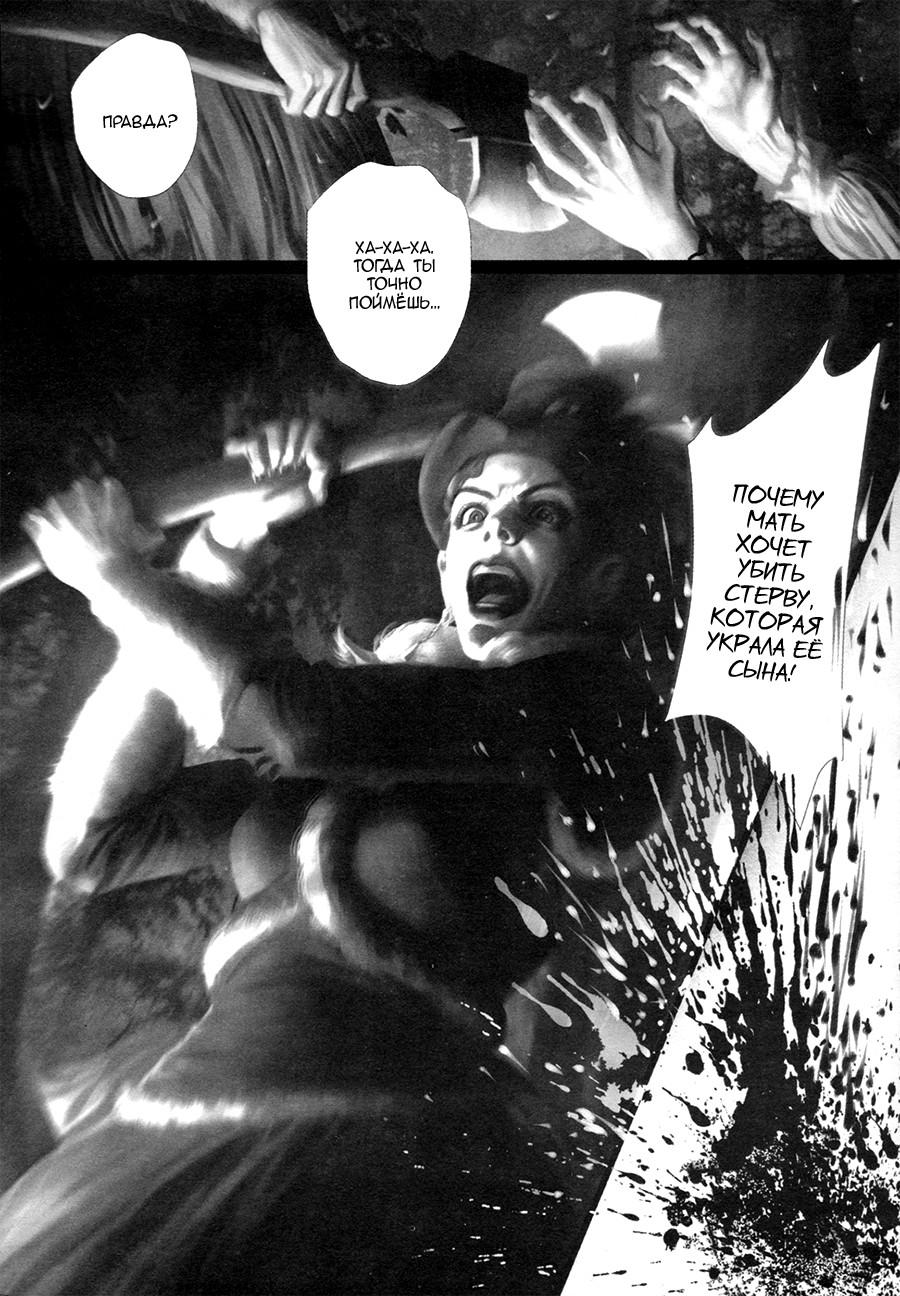 ПРАВДА?
ХА-ХА-ХА.
ТОГДА ТЫ
ТОЧНО
ПОЙМЁШЬ...
ПОЧЕМУ
МАТЬ
ХОЧЕТ
УБИТЬ
СТЕРВУ,
КОТОРАЯ
УКРАЛА ЕЁ
СЫНА!